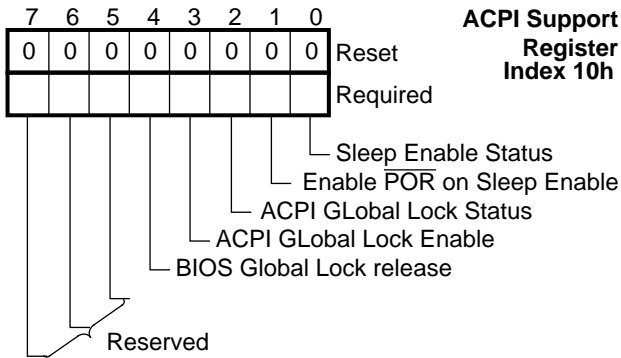 7 6 5 4 3 2 1 0
ACPI Support
Register
Index 10h
0 0 0 0 0 0 0 0 Reset
Required
Sleep Enable Status
Enable POR on Sleep Enable
ACPI GLobal Lock Status
ACPI GLobal Lock Enable
BIOS Global Lock release
Reserved